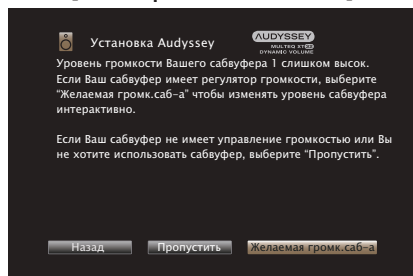 Установка Audyssey
AUDYSSEY
MULTEQ XT32
DYNAMIC VOLUME
Уровень громкости Вашего сабвуфера 1 слишком высок.
Если Ваш сабвуфер имеет регулятор громкости, выберите
“Желаемая громк.саб–а” чтобы изменять уровень сабвуфера
интерактивно.
Если Ваш сабвуфер не имеет управление громкостью или Вы
не хотите использовать сабвуфер, выберите “Пропустить”.
Назад
Пропустить
Желаемая громк.саб–а